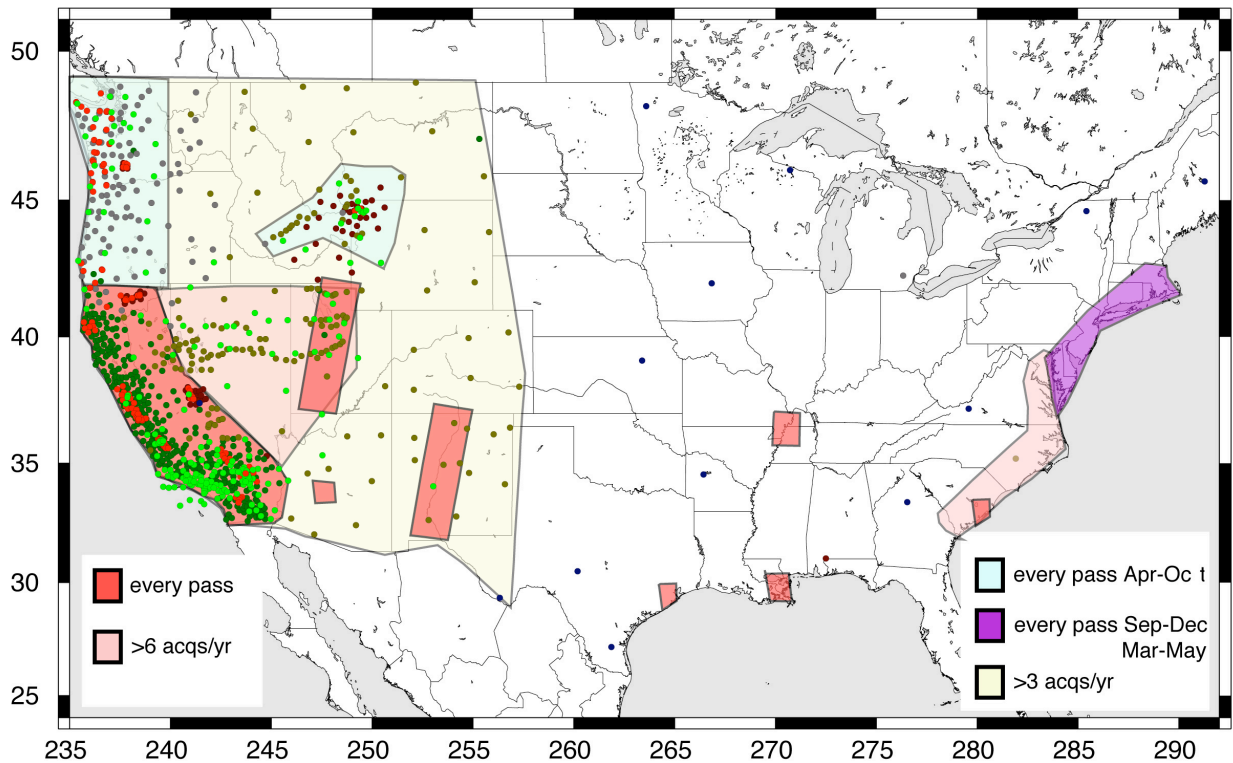 50
45
40
35
30
25
every pass
>6 acqs/yr
every pass Apr-Oc t
every pass Sep-Dec
Mar-May
>3 acqs/yr
235 240 245 250 255 260 265 270 275 280 285 290